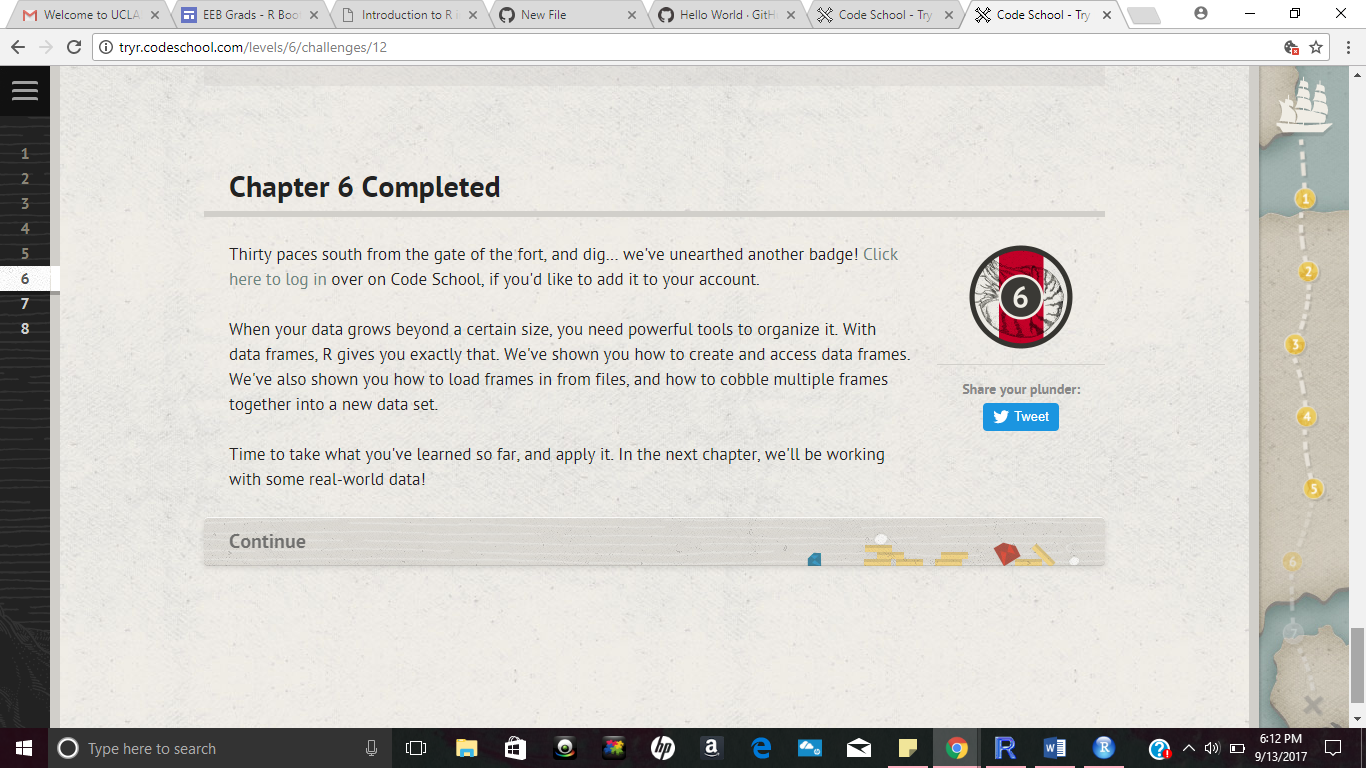 Welcome to UCLA
EEB Grads - R Boo
Introduction to R
New File
Hello World · GitH
Code School - Try
Code School - Try
tryr.codeschool.com/levels/6/challenges/12
1
2
3
4
5
6
7
8
Chapter 6 Completed
Thirty paces south from the gate of the fort, and dig... we've unearthed another badge! Click
here to log in over on Code School, if you'd like to add it to your account.
When your data grows beyond a certain size, you need powerful tools to organize it. With
data frames, R gives you exactly that. We've shown you how to create and access data frames.
We've also shown you how to load frames in from files, and how to cobble multiple frames
together into a new data set.
Time to take what you've learned so far, and apply it. In the next chapter, we'll be working
with some real-world data!
6
Share your plunder:
Tweet
Continue
1
2
3
4
5
6
7
Type here to search
hp
a
R
W
R
6:12 PM
9/13/2017